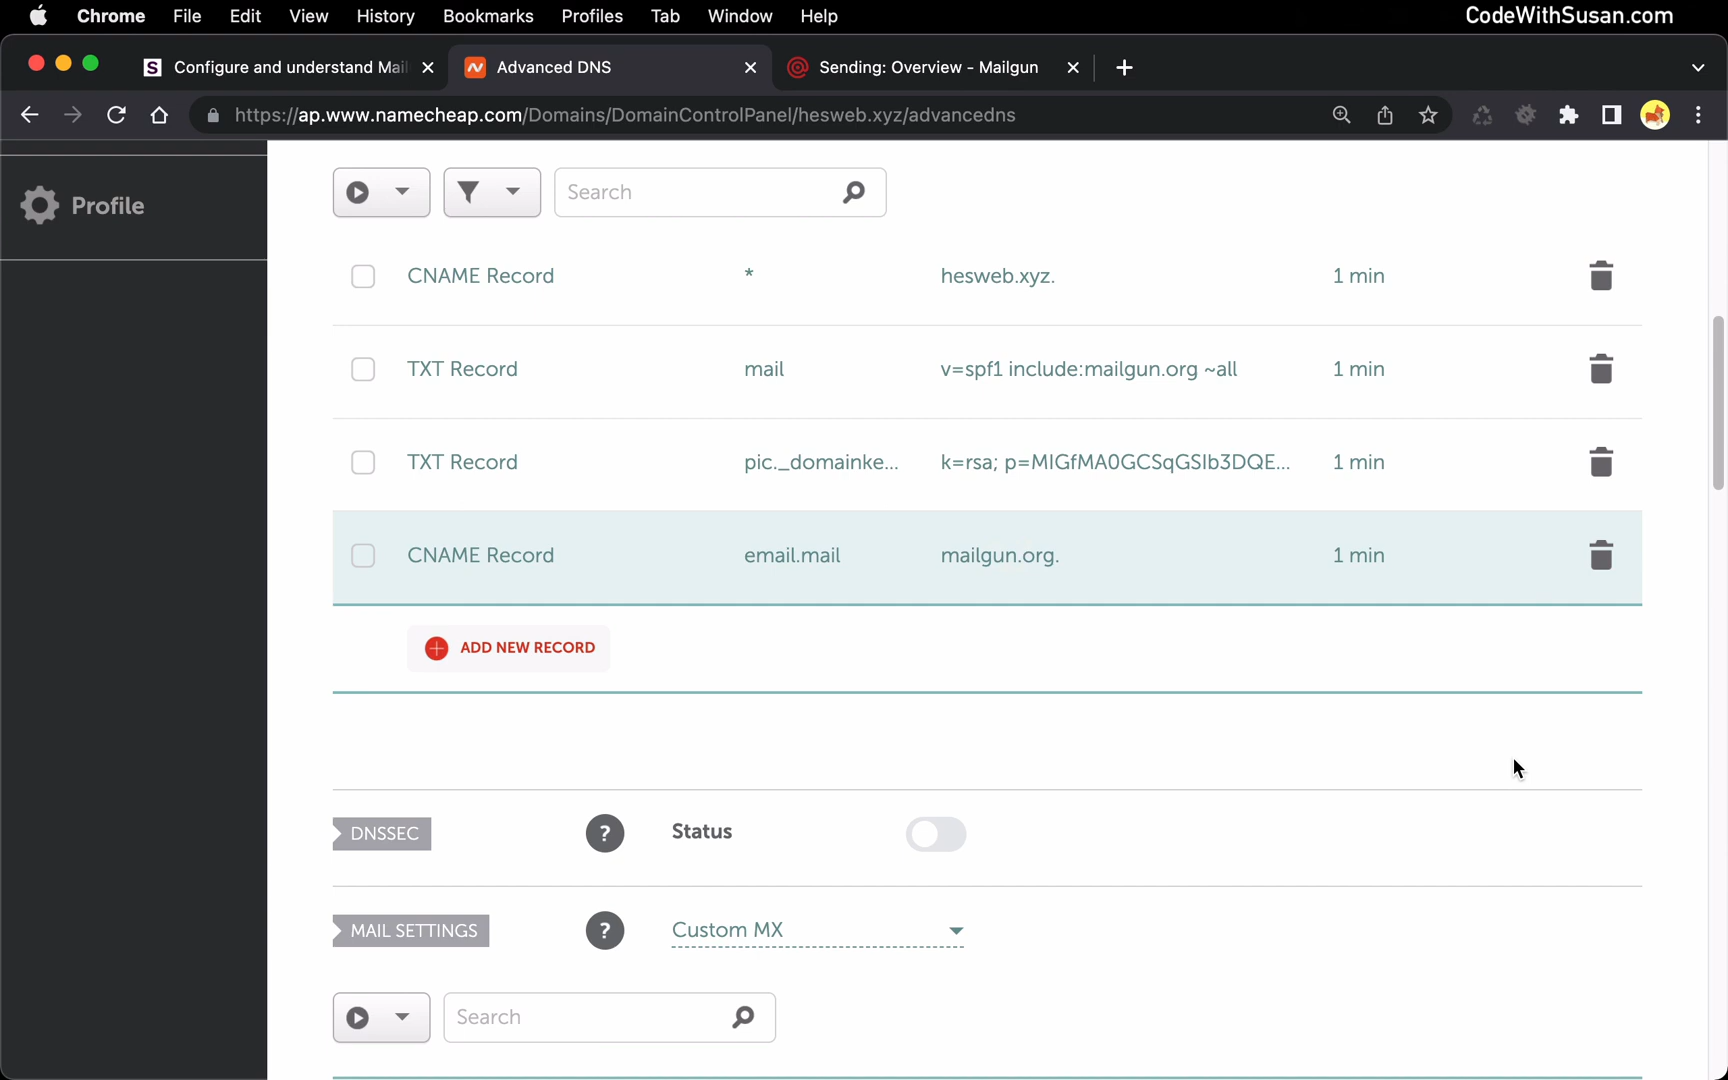 Chrome File Edit View History Bookmarks Profiles Tab Window Help CodeWithSusan.com
S Configure and understand Mail Advanced DNS Sending: Overview - Mailgun
https://ap.www.namecheap.com/Domains/DomainControlPanel/hesweb.xyz/advancedns
Profile
Search
CNAME Record * hesweb.xyz. 1 min
TXT Record mail v=spf1 include:mailgun.org ~all 1 min
TXT Record pic._domainke... k=rsa; p=MIGfMA0GCSqGSIb3DQE... 1 min
CNAME Record email.mail mailgun.org. 1 min
ADD NEW RECORD
DNSSEC ? Status
MAIL SETTINGS ? Custom MX
Search